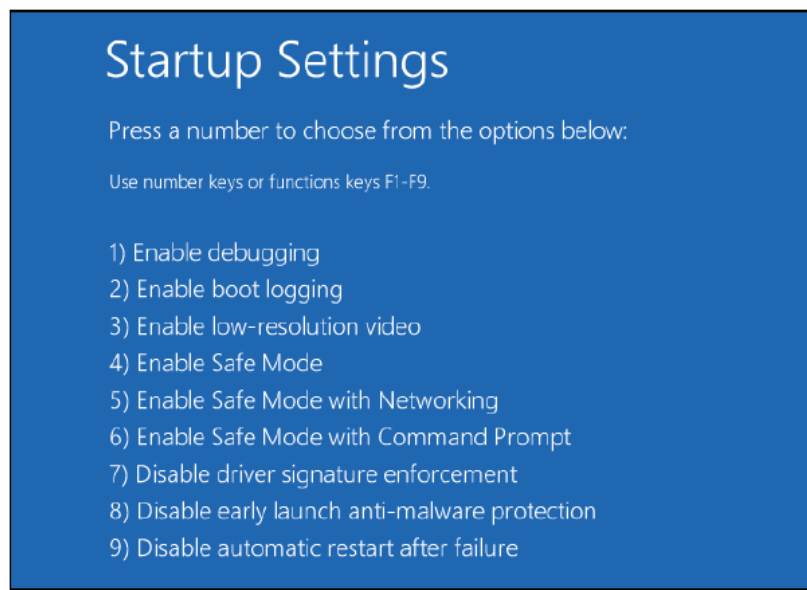 Startup Settings
Press a number to choose from the options below:
Use number keys or functions keys F1-F9.
1) Enable debugging
2) Enable boot logging
3) Enable low-resolution video
4) Enable Safe Mode
5) Enable Safe Mode with Networking
6) Enable Safe Mode with Command Prompt
7) Disable driver signature enforcement
8) Disable early launch anti-malware protection
9) Disable automatic restart after failure